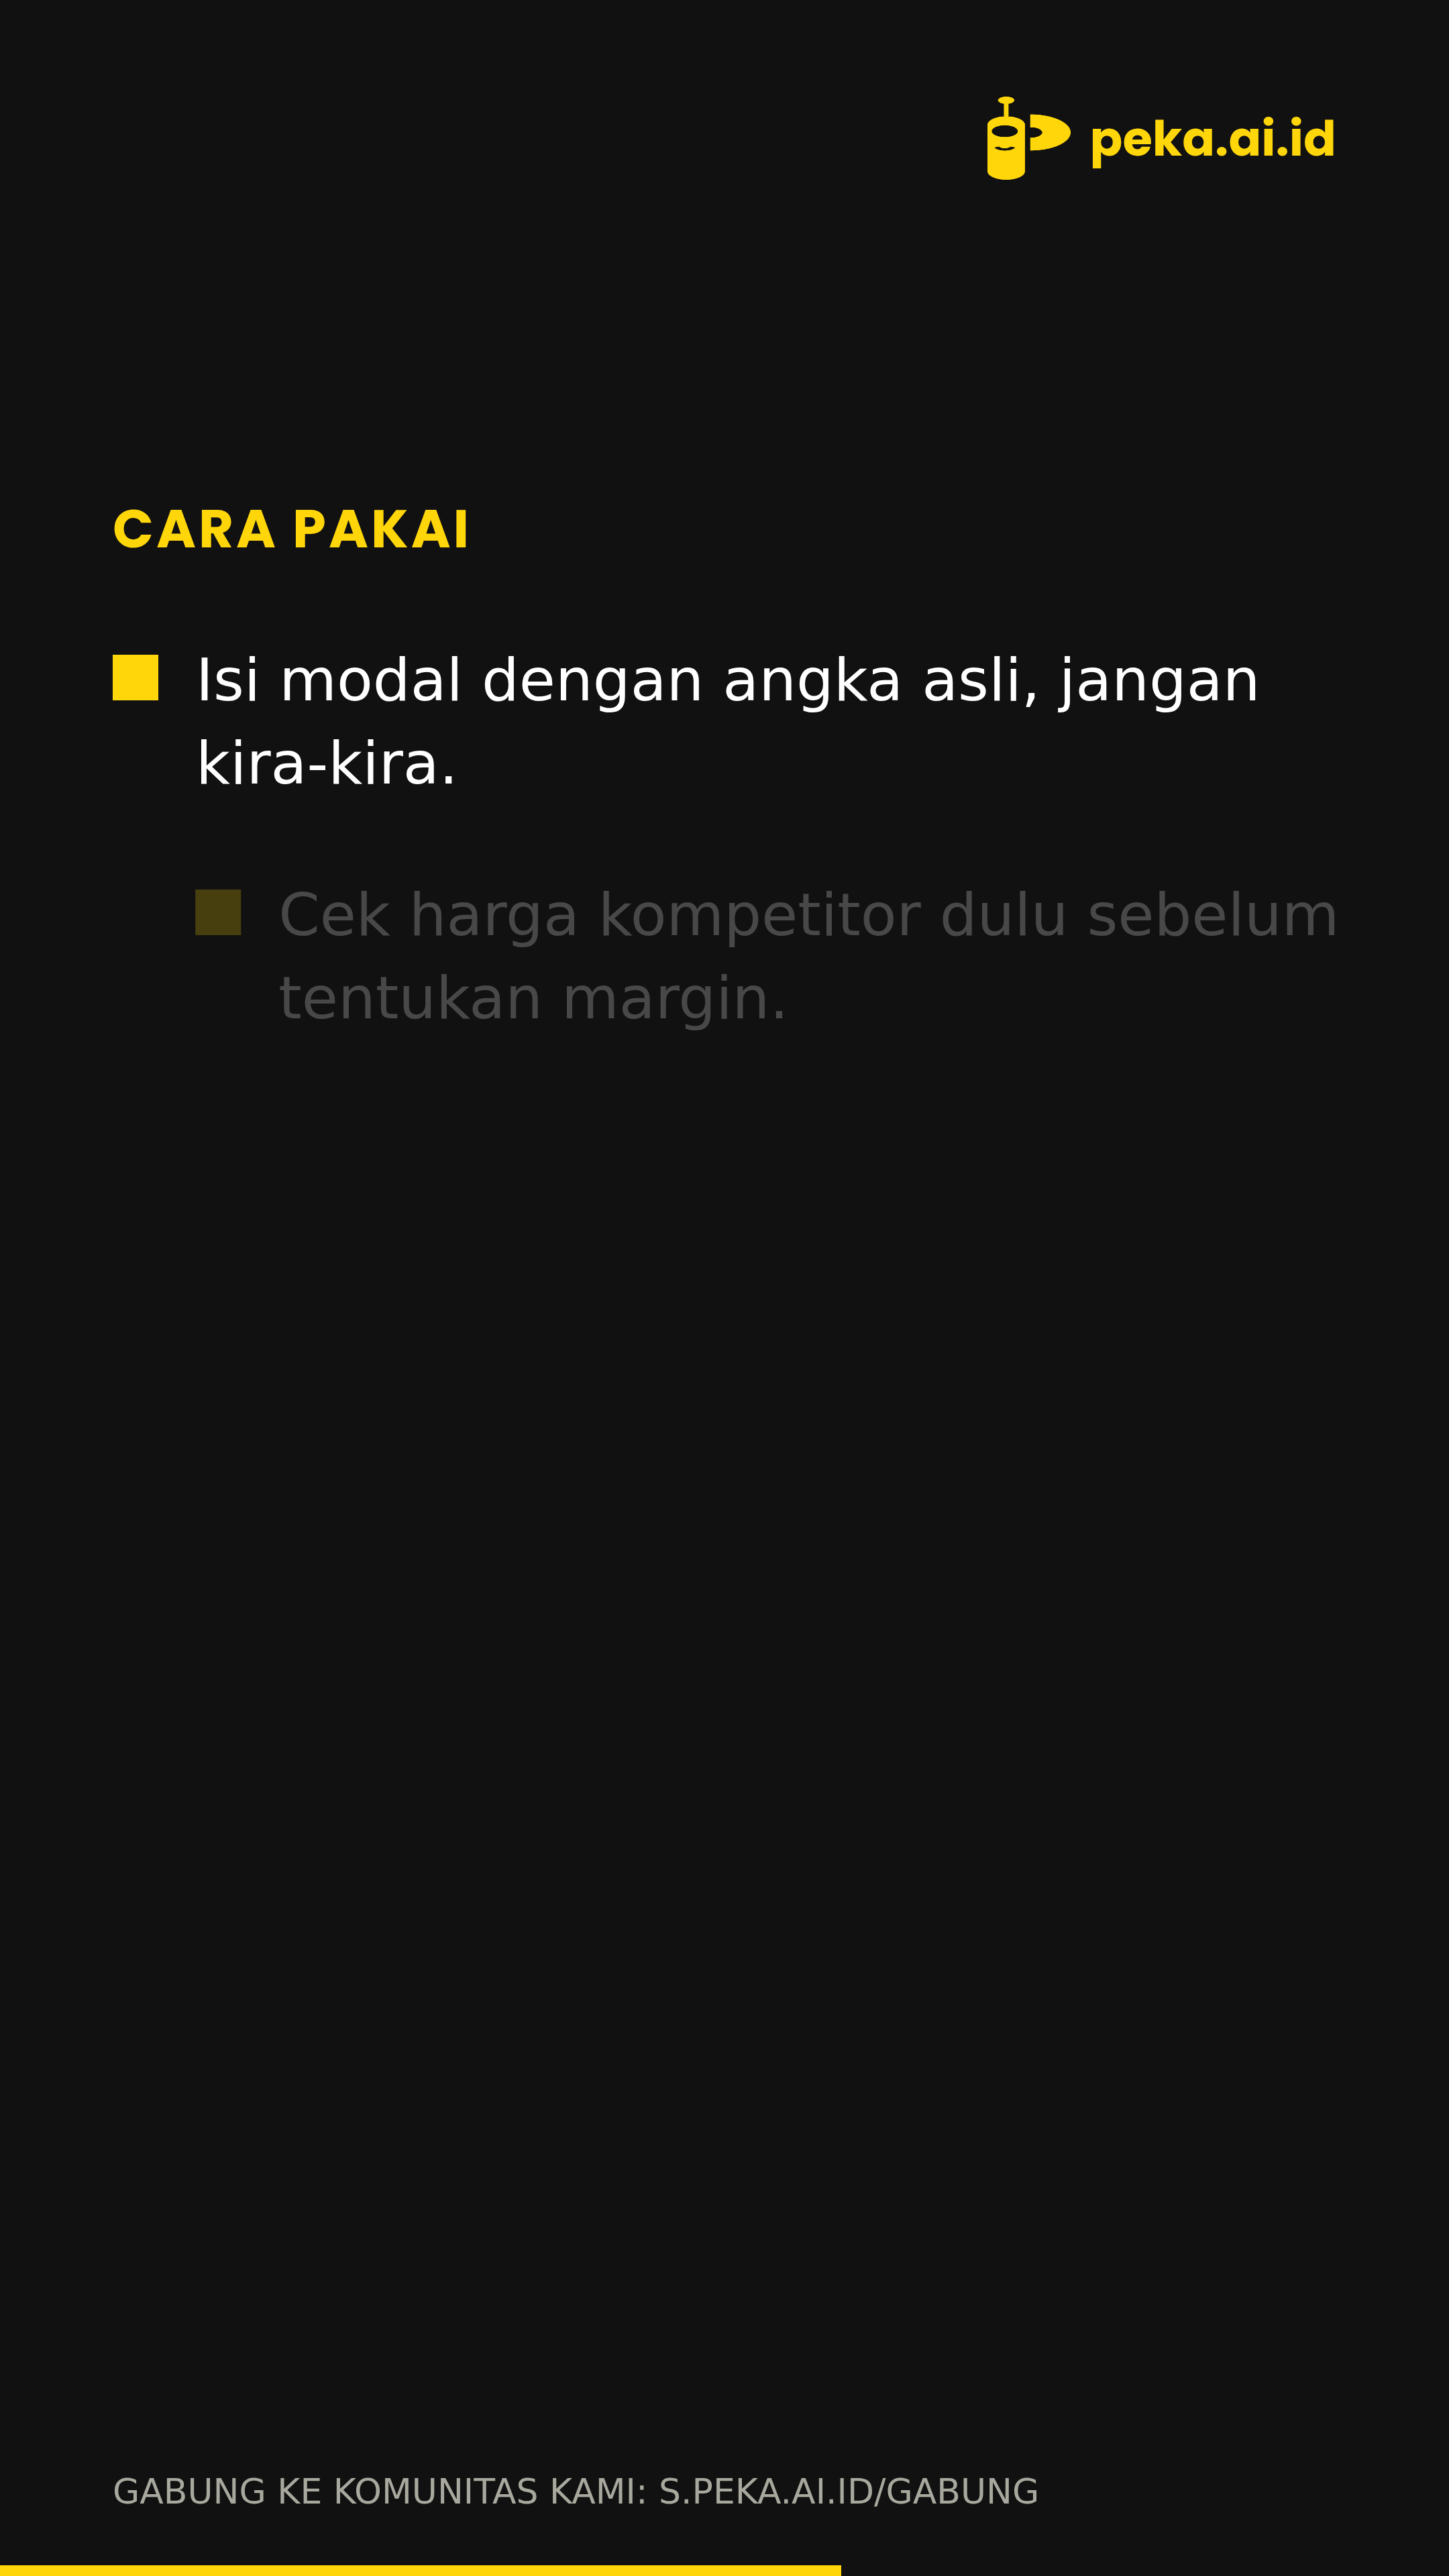 peka.ai.id
CARA PAKAI
Isi modal dengan angka asli, jangan
kira-kira.
Cek harga kompetitor dulu sebelum
tentukan margin.
GABUNG KE KOMUNITAS KAMI: S.PEKA.AI.ID/GABUNG